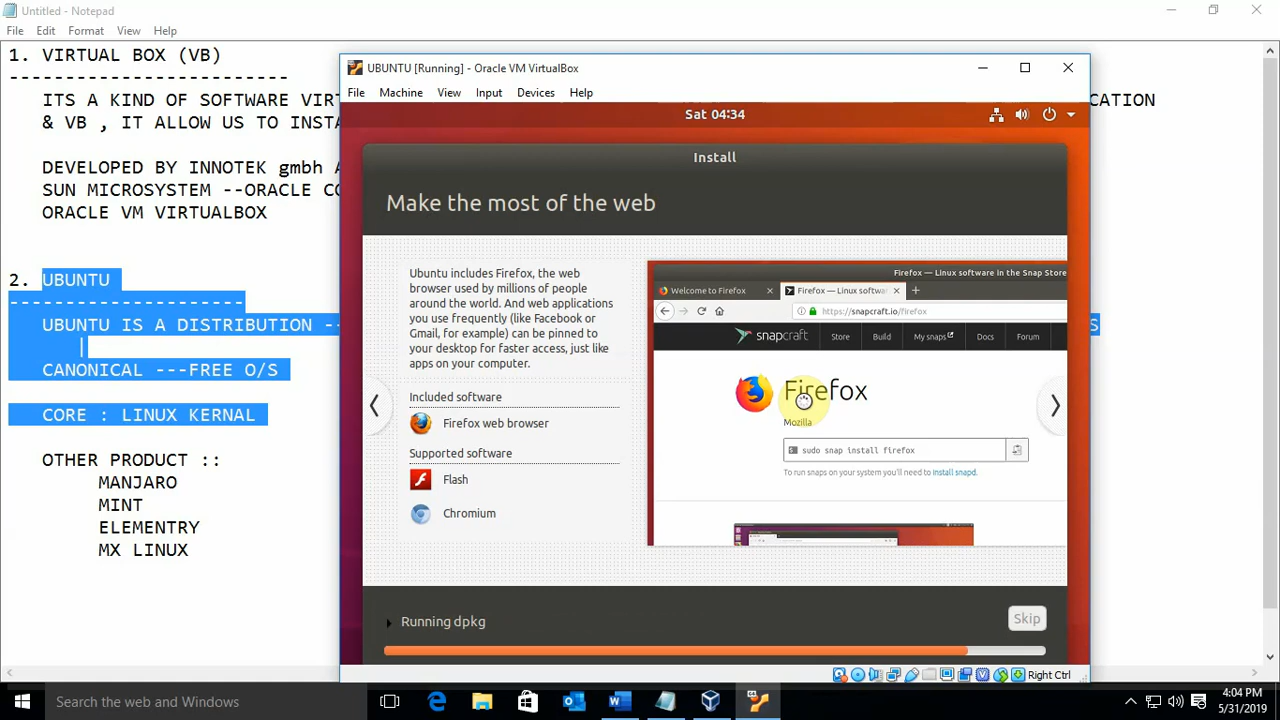 Untitled - Notepad
File Edit Format View Help
1. VIRTUAL BOX (VB)
-------------------------
ITS A KIND OF SOFTWARE VIR
CATION
& VB , IT ALLOW US TO INST
DEVELOPED BY INNOTEK gmbh
SUN MICROSYSTEM --ORACLE CO
ORACLE VM VIRTUALBOX
2. UBUNTU
---------------------
UBUNTU IS A DISTRIBUTION --
S
|
CANONICAL ---FREE O/S
CORE : LINUX KERNAL
OTHER PRODUCT ::
MANJARO
MINT
ELEMENTRY
MX LINUX
UBUNTU [Running] - Oracle VM VirtualBox
File Machine View Input Devices Help
Sat 04:34
Install
Make the most of the web
Ubuntu includes Firefox, the web
browser used by millions of people
around the world. And web applications
you use frequently (like Facebook or
Gmail, for example) can be pinned to
your desktop for faster access, just like
apps on your computer.
Included software
Firefox web browser
Supported software
Flash
Chromium
Firefox — Linux software in the Snap Store
Welcome to Firefox
Firefox — Linux softwa
https://snapcraft.io/firefox
snapcraft Store Build My snaps Docs Forum
Firefox
Mozilla
sudo snap install firefox
To run snaps on your system you'll need to install snapd.
Running dpkg
Skip
Right Ctrl
Search the web and Windows
4:04 PM
5/31/2019